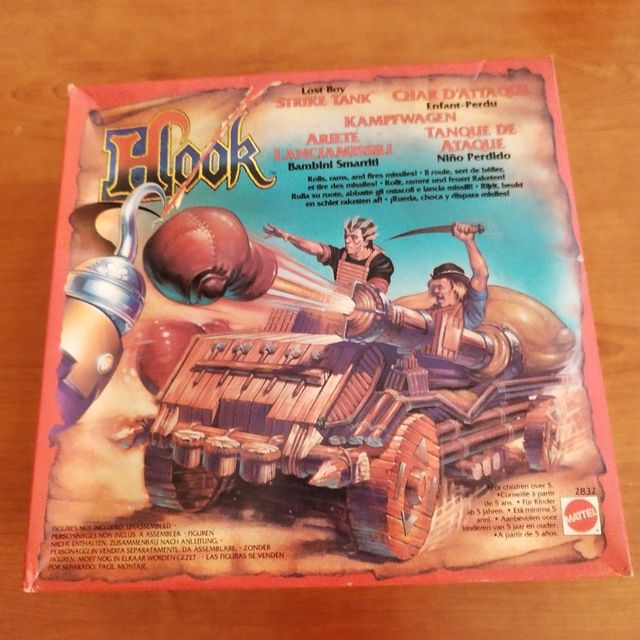 Hook
TM
Lost Boy
STRIKE TANK
CHAR D'ATTAQUE
Enfant-Perdu
KAMPFWAGEN
ARIETE
LANCIAMISSILI
Bambini Smarriti
TANQUE DE
ATAQUE
Niño Perdido
Rolls, rams, and fires missiles! • Il roule, sert de bélier,
et tire des missiles! • Rollt, rammt und feuert Raketen!
Rulla su ruote, abbatte gli ostacoli e lancia missili! • Rijdt, beukt
en schiet raketten af! • ¡Rueda, choca y dispara misiles!
2837
For children over 5.
•Conseillé à partir
de 5 ans. • Für Kinder
ab 5 Jahren. • Età minima 5
anni. • Aanbevolen voor
kinderen van 5 jaar en ouder.
•A partir de 5 años.
MATTEL
FIGURES NOT INCLUDED. UNASSEMBLED.
PERSONNAGES NON INCLUS. A ASSEMBLER. • FIGUREN
NICHT ENTHALTEN. ZUSAMMENBAU NACH ANLEITUNG. •
PERSONAGGI IN VENDITA SEPARATAMENTE. DA ASSEMBLARE. • ZONDER
FIGUREN. MOET NOG IN ELKAAR WORDEN GEZET. • LAS FIGURAS SE VENDEN
POR SEPARADO. FACIL MONTAJE.